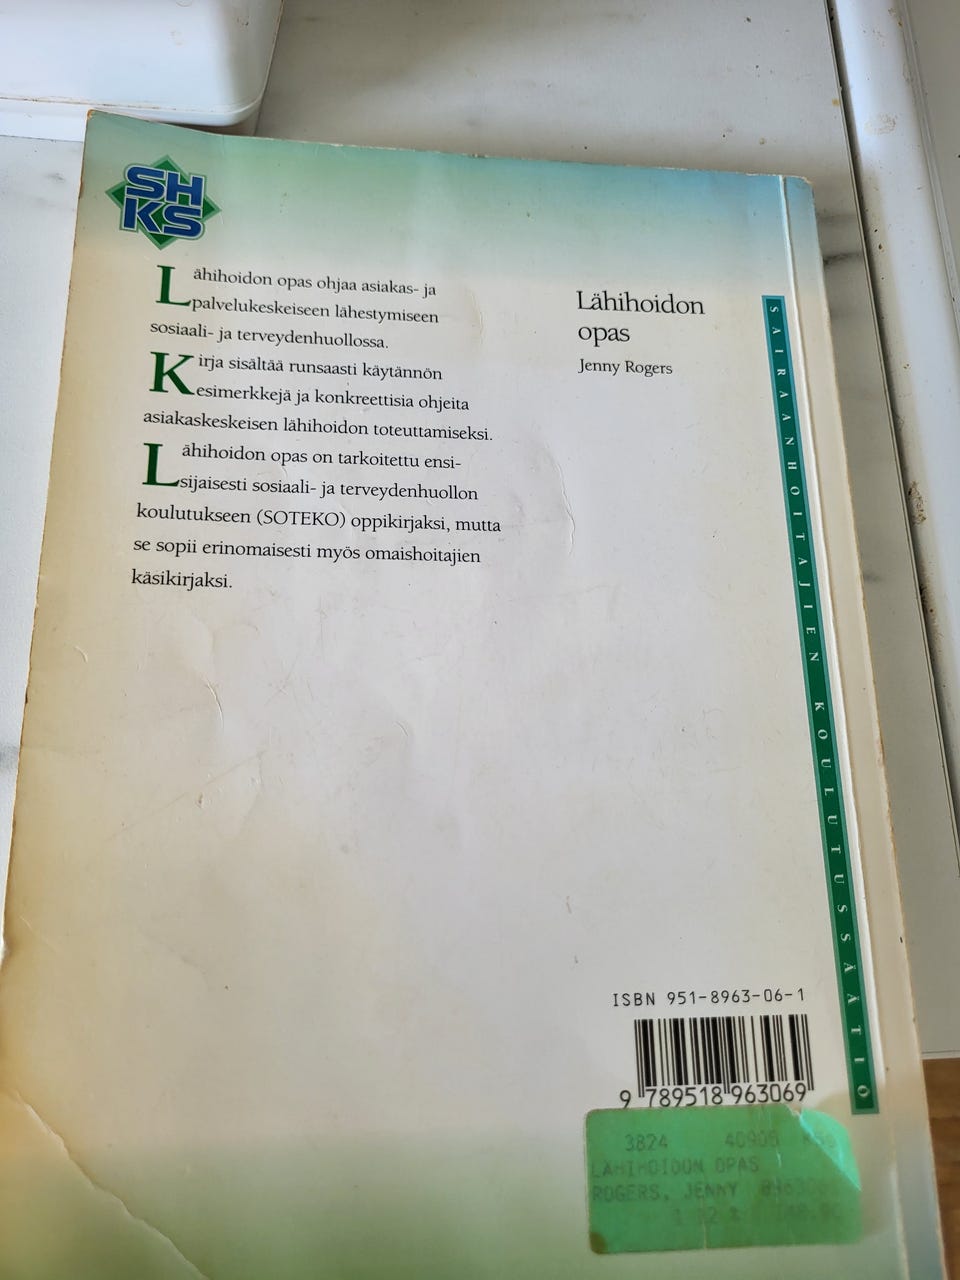 SH
KS
Lähihoidon opas ohjaa asiakas- ja
palvelukeskeiseen lähestymiseen
sosiaali- ja terveydenhuollossa.
Kirja sisältää runsaasti käytännön
esimerkkejä ja konkreettisia ohjeita
asiakaskeskeisen lähihoidon toteuttamiseksi.
Lähihoidon opas on tarkoitettu ensi-
sijaisesti sosiaali- ja terveydenhuollon
koulutukseen (SOTEKO) oppikirjaksi, mutta
se sopii erinomaisesti myös omaishoitajien
käsikirjaksi.
Lähihoidon
opas
Jenny Rogers
SAIRAANHOITAJIEN KOULUTUSSÄÄTIÖ
ISBN 951-8963-06-1
9 789518 963069
3824 40905
LÄHIHOIDON OPAS
ROGERS, JENNY